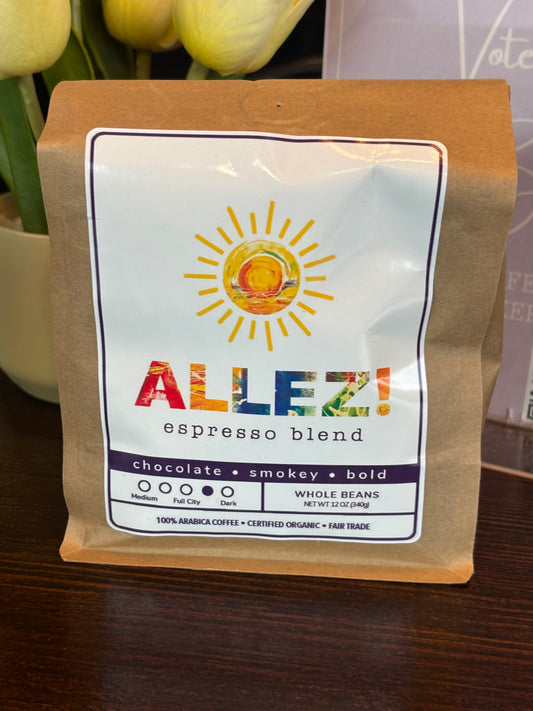 Vote
ALLEZ!
espresso blend
chocolate • smokey • bold
Medium Full City Dark
WHOLE BEANS
NET WT 12 OZ (340g)
100% ARABICA COFFEE • CERTIFIED ORGANIC • FAIR TRADE